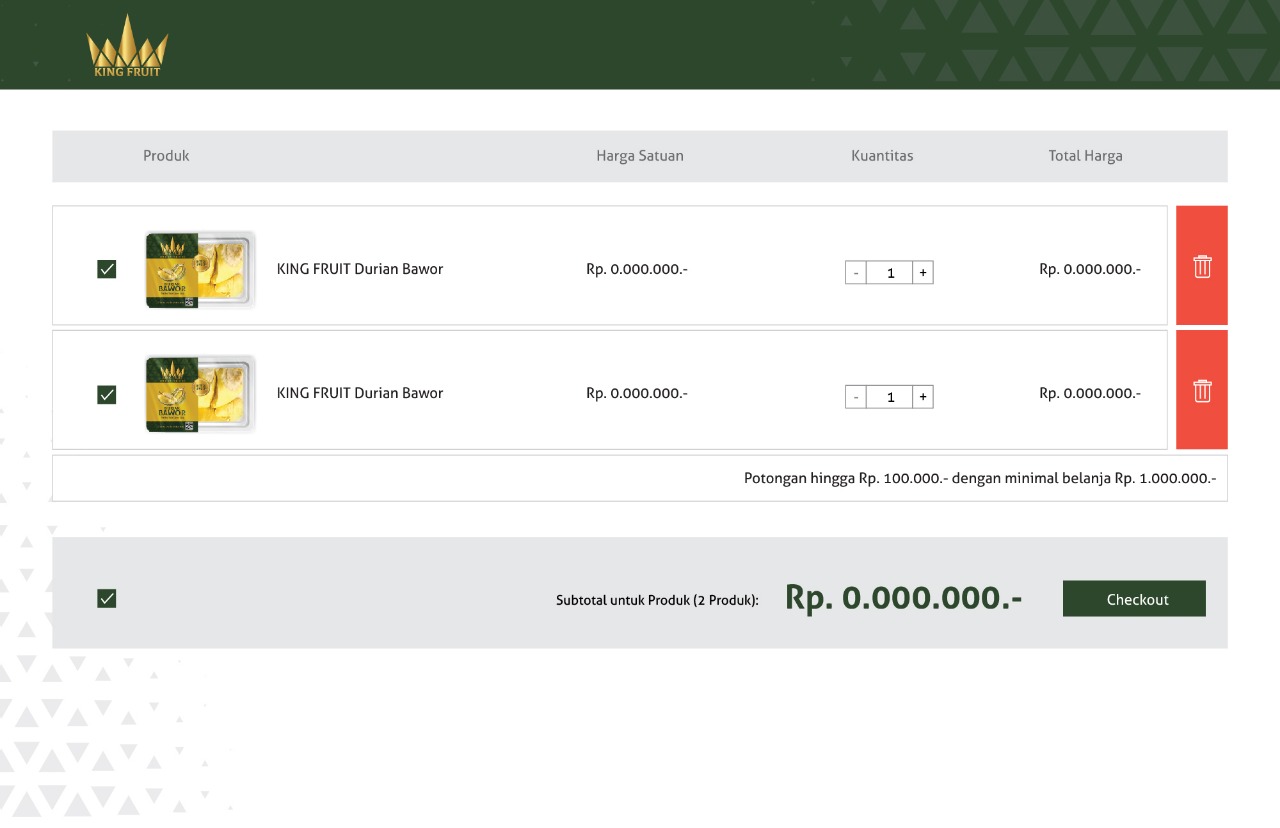 KING FRUIT
Produk Harga Satuan Kuantitas Total Harga
BAWOR
KING FRUIT Durian Bawor Rp. 0.000.000.- - 1 + Rp. 0.000.000.-
BAWOR
KING FRUIT Durian Bawor Rp. 0.000.000.- - 1 + Rp. 0.000.000.-
Potongan hingga Rp. 100.000.- dengan minimal belanja Rp. 1.000.000.-
Subtotal untuk Produk (2 Produk): Rp. 0.000.000.- Checkout